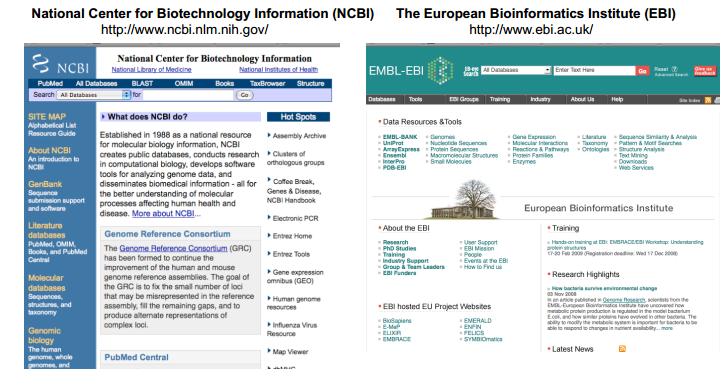 National Center for Biotechnology Information (NCBI)
http://www.ncbi.nlm.nih.gov/
NCBI
National Center for Biotechnology Information
National Library of Medicine
National Institutes of Health
PubMed
All Databases
BLAST
OMIM
Books
TaxBrowser
Structure
Search
All Databases
for
Go
SITE MAP
Alphabetical List
Resource Guide
About NCBI
An introduction to
NCBI
GenBank
Sequence
submission support
and software
Literature
databases
PubMed, OMIM,
Books, and PubMed
Central
Molecular
databases
Sequences,
structures, and
taxonomy
Genomic
biology
The human
genome, whole
genomes, and
What does NCBI do?
Established in 1988 as a national resource
for molecular biology information, NCBI
creates public databases, conducts research
in computational biology, develops software
tools for analyzing genome data, and
disseminates biomedical information - all for
the better understanding of molecular
processes affecting human health and
disease. More about NCBI...
Genome Reference Consortium
The Genome Reference Consortium (GRC)
has been formed to continue the
improvement of the human and mouse
genome reference assemblies. The goal of
the GRC is to fix the small number of loci
that may be misrepresented in the reference
assembly, fill the remaining gaps, and to
produce alternate representations of
complex loci.
PubMed Central
Hot Spots
Assembly Archive
Clusters of
orthologous groups
Coffee Break,
Genes & Disease,
NCBI Handbook
Electronic PCR
Entrez Home
Entrez Tools
Gene expression
omnibus (GEO)
Human genome
resources
Influenza Virus
Resource
Map Viewer
dbMHC
The European Bioinformatics Institute (EBI)
http://www.ebi.ac.uk/
EMBL-EBI
EB-eye
Search
All Databases
Enter Text Here
Go
Reset
Advanced Search
Give us
feedback
Databases
Tools
EBI Groups
Training
Industry
About Us
Help
Site Index
Data Resources &Tools
EMBL-BANK
UniProt
ArrayExpress
Ensembl
InterPro
PDB-EBI
Genomes
Nucleotide Sequences
Protein Sequences
Macromolecular Structures
Small Molecules
Gene Expression
Molecular Interactions
Reactions & Pathways
Protein Families
Enzymes
Literature
Taxonomy
Ontologies
Sequence Similarity & Analysis
Pattern & Motif Searches
Structure Analysis
Text Mining
Downloads
Web Services
European Bioinformatics Institute
About the EBI
Research
PhD Studies
Training
Industry Support
Group & Team Leaders
EBI Funders
User Support
EBI Mission
People
Events at the EBI
How to Find us
EBI hosted EU Project Websites
BioSapiens
E-MeP
ELIXIR
EMBRACE
EMERALD
ENFIN
FELICS
SYMBIOmatics
Training
Hands-on training at EBI: EMBRACE/EBI Workshop: Understanding
protein structures
17-20 Feb 2009 (Registration deadline: Wed 17 Dec 2008)
Research Highlights
How bacteria survive environmental change
03 Nov 2008
In an article published in Genome Research, scientists from the
EMBL-European Bioinformatics Institute have uncovered how
metabolic protein production is regulated in the model bacterium
E.coli, and how similar proteins have evolved in other bacteria. The
ability to modify the metabolic system is important for bacteria to be
able to respond to changes in nutrient availability... more
Latest News